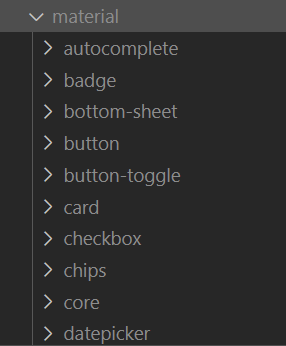 material
autocomplete
badge
bottom-sheet
button
button-toggle
card
checkbox
chips
core
datepicker